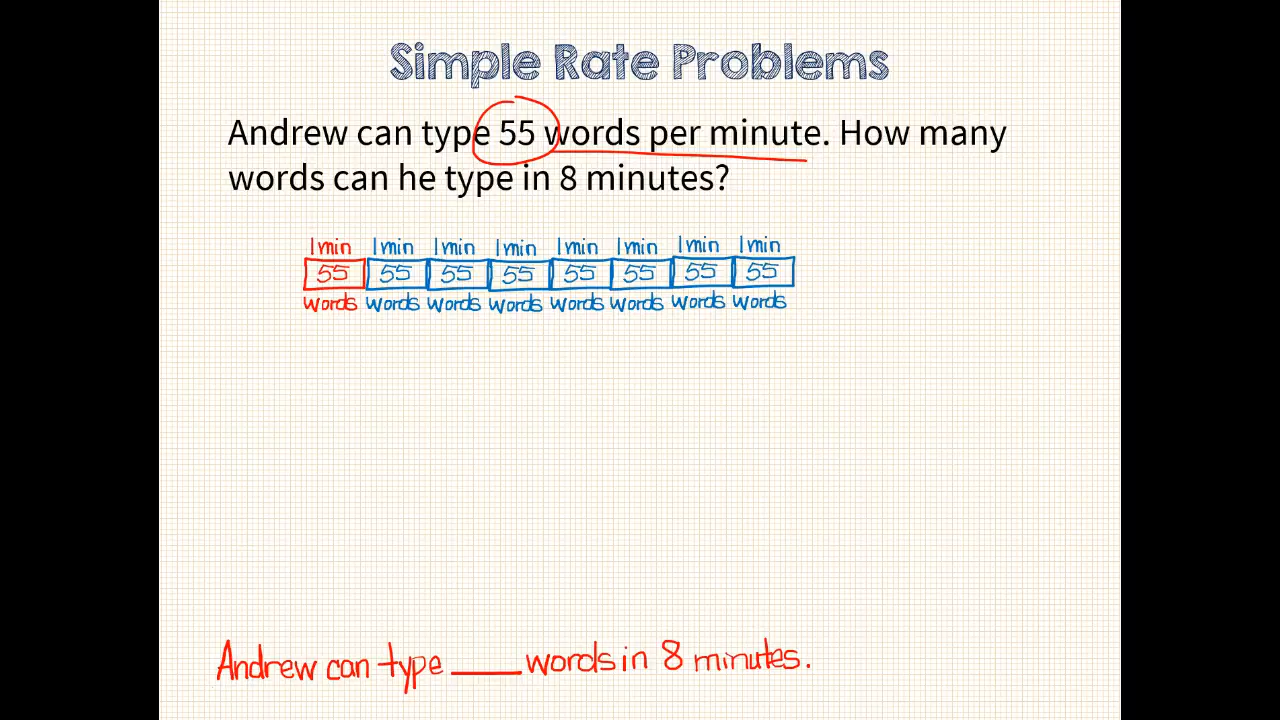 Simple Rate Problems
Andrew can type 55 words per minute. How many
words can he type in 8 minutes?
1min 1min 1min 1min 1min 1min 1min 1min
55 55 55 55 55 55 55 55
words words words words words words words words
Andrew can type ____ words in 8 minutes.